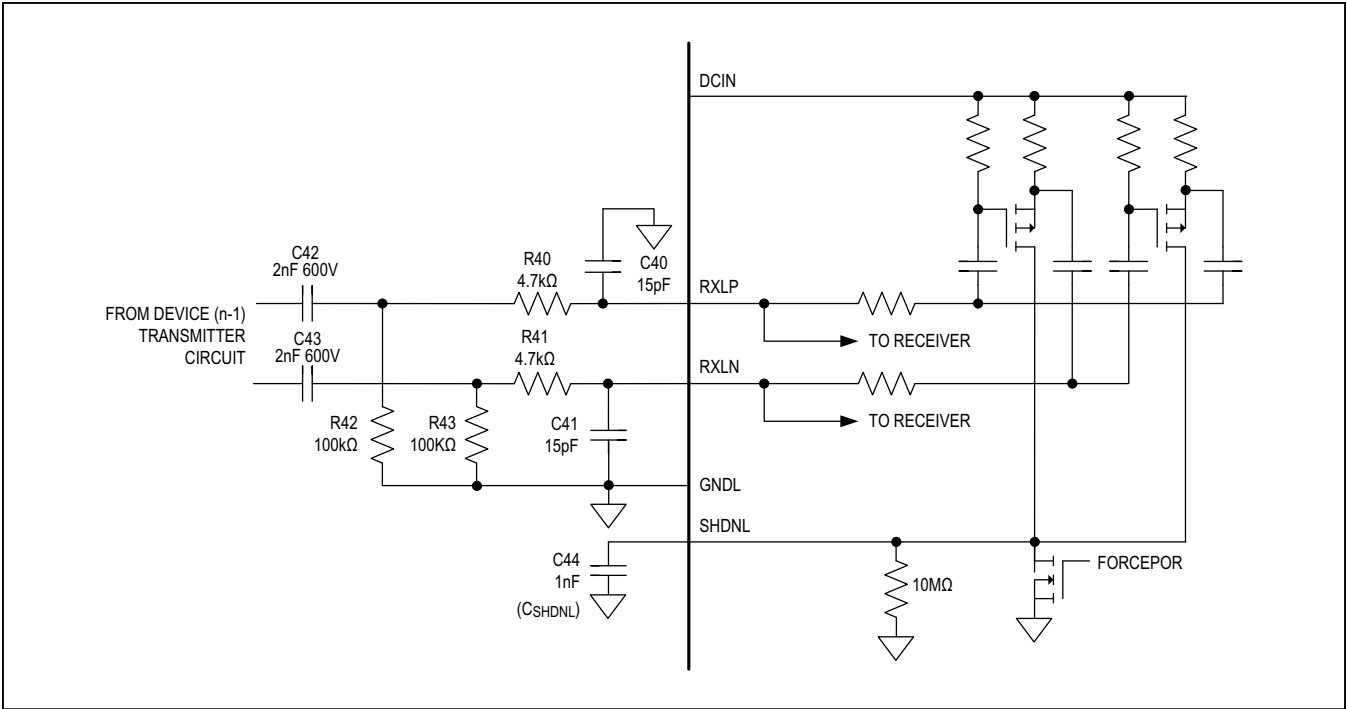 DCIN
C42
2nF 600V
R40
4.7kΩ
C40
15pF
RXLP
FROM DEVICE (n-1)
TRANSMITTER
CIRCUIT
C43
2nF 600V
R41
4.7kΩ
TO RECEIVER
RXLN
R42
100kΩ
R43
100KΩ
C41
15pF
TO RECEIVER
GNDL
SHDNL
C44
1nF
(CSHDNL)
10MΩ
FORCEPOR